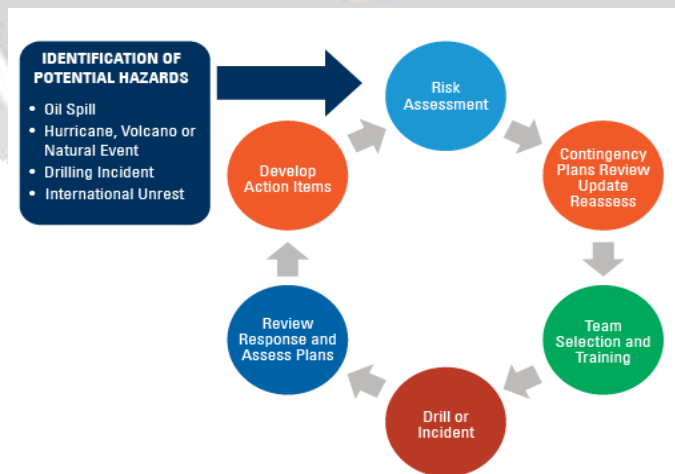 IDENTIFICATION OF
POTENTIAL HAZARDS
• Oil Spill
• Hurricane, Volcano or
Natural Event
• Drilling Incident
• International Unrest
Risk
Assessment
Contingency
Plans Review
Update
Reassess
Team
Selection and
Training
Drill or
Incident
Review
Response and
Assess Plans
Develop
Action Items